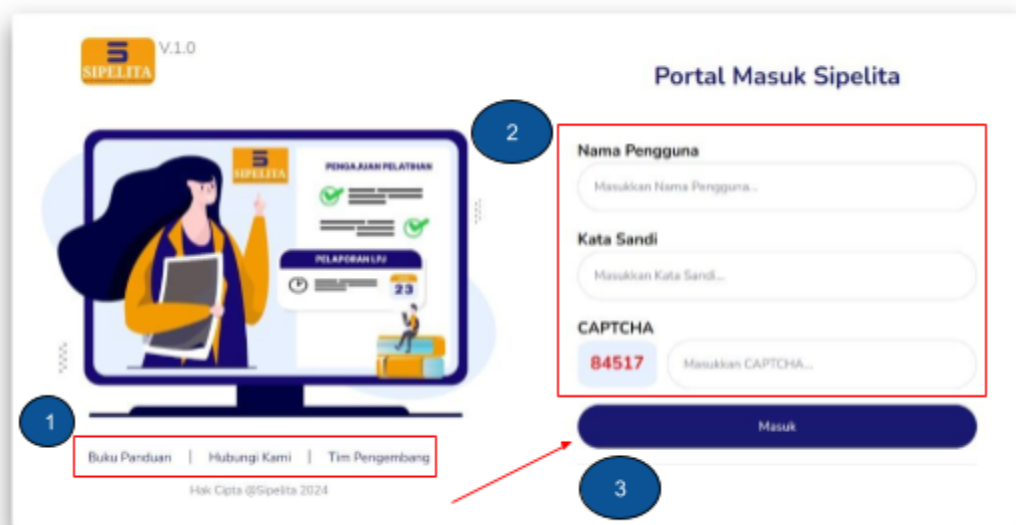 SIPELITA
V.1.0
SIPELITA
PENGAJUAN PELATIHAN
PELAPORAN LPJ
23
1
Buku Panduan | Hubungi Kami | Tim Pengembang
Hak Cipta @Sipelita 2024
Portal Masuk Sipelita
2
Nama Pengguna
Masukkan Nama Pengguna...
Kata Sandi
Masukkan Kata Sandi...
CAPTCHA
84517
Masukkan CAPTCHA...
Masuk
3